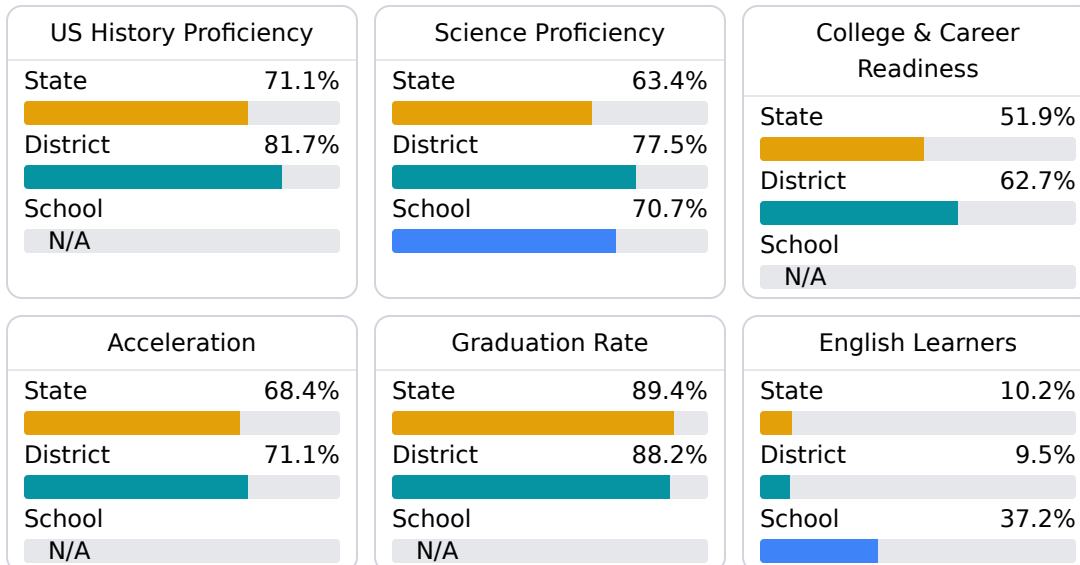 US History Proficiency
State 71.1%
District 81.7%
School
N/A
Science Proficiency
State 63.4%
District 77.5%
School 70.7%
College & Career
Readiness
State 51.9%
District 62.7%
School
N/A
Acceleration
State 68.4%
District 71.1%
School
N/A
Graduation Rate
State 89.4%
District 88.2%
School
N/A
English Learners
State 10.2%
District 9.5%
School 37.2%